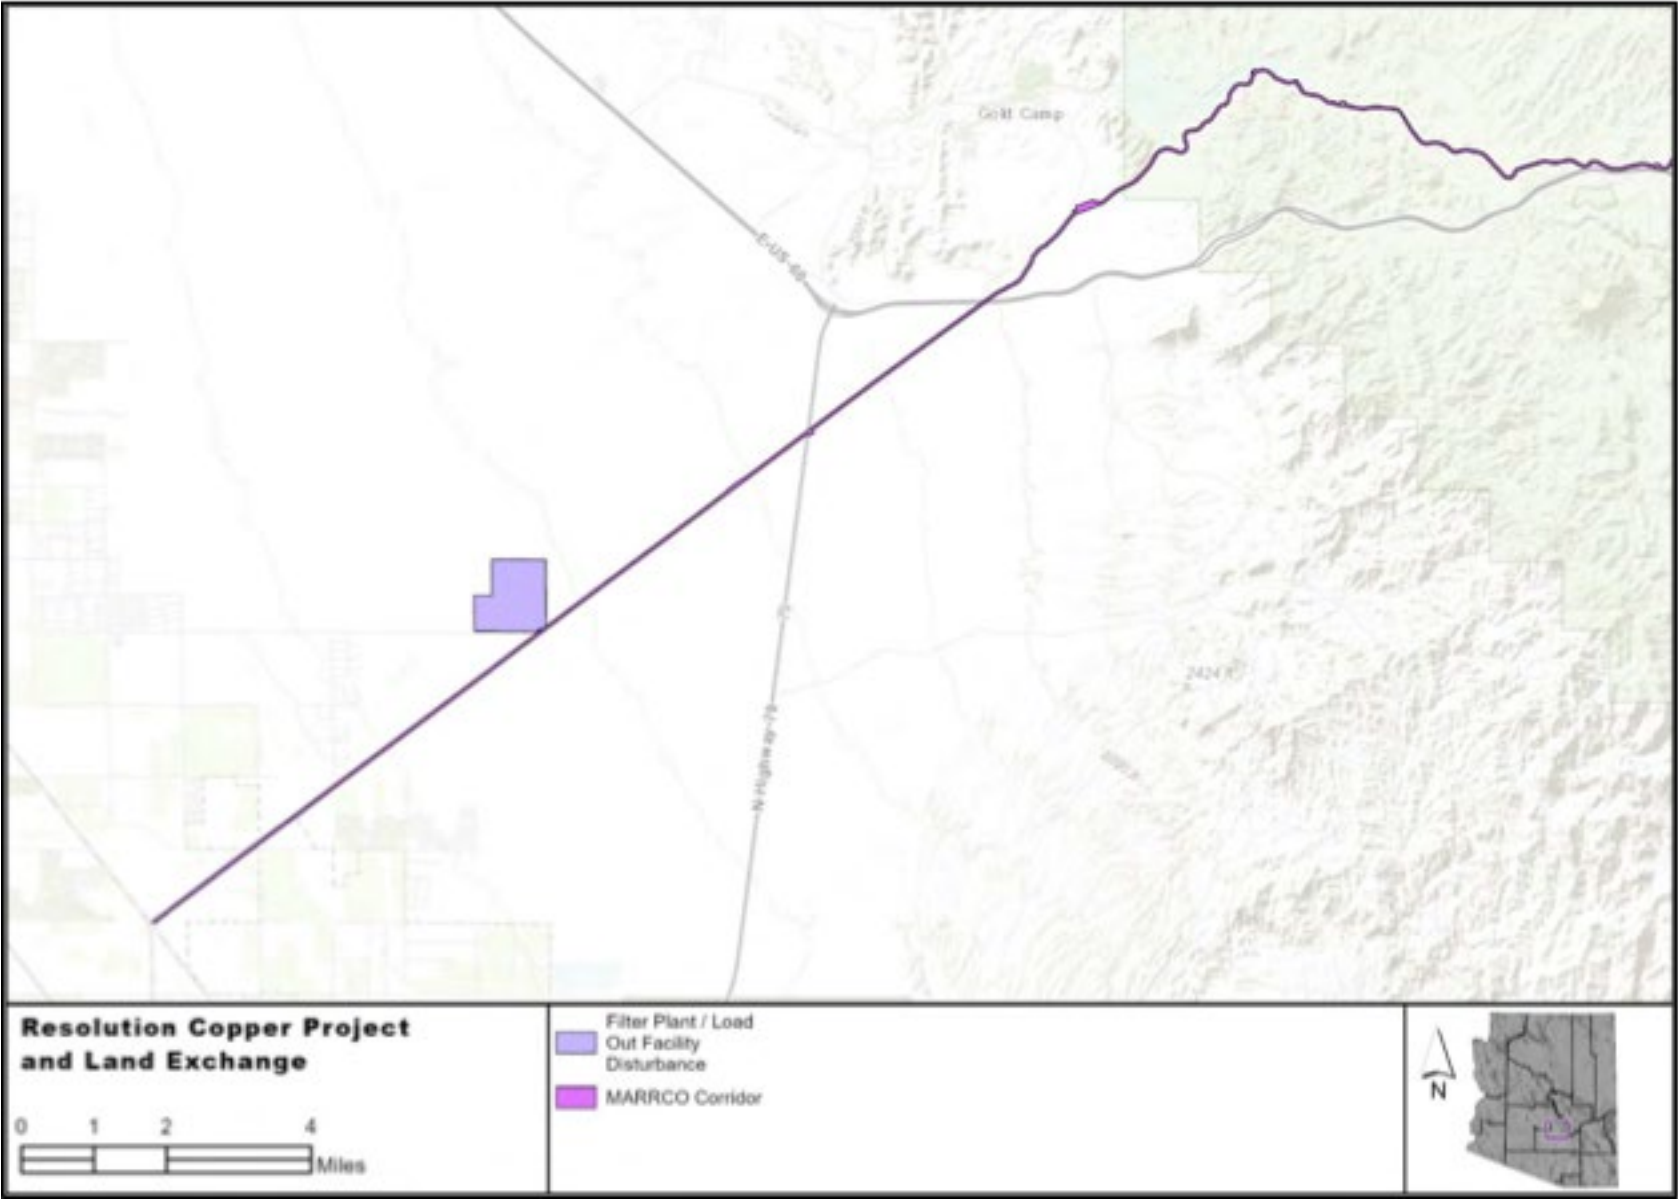 Gold Camp
E-US-60
79
2424 ft
N-Highway-79
Resolution Copper Project
and Land Exchange
0 1 2 4
Miles
Filter Plant / Load
Out Facility
Disturbance
MARRCO Corridor
N